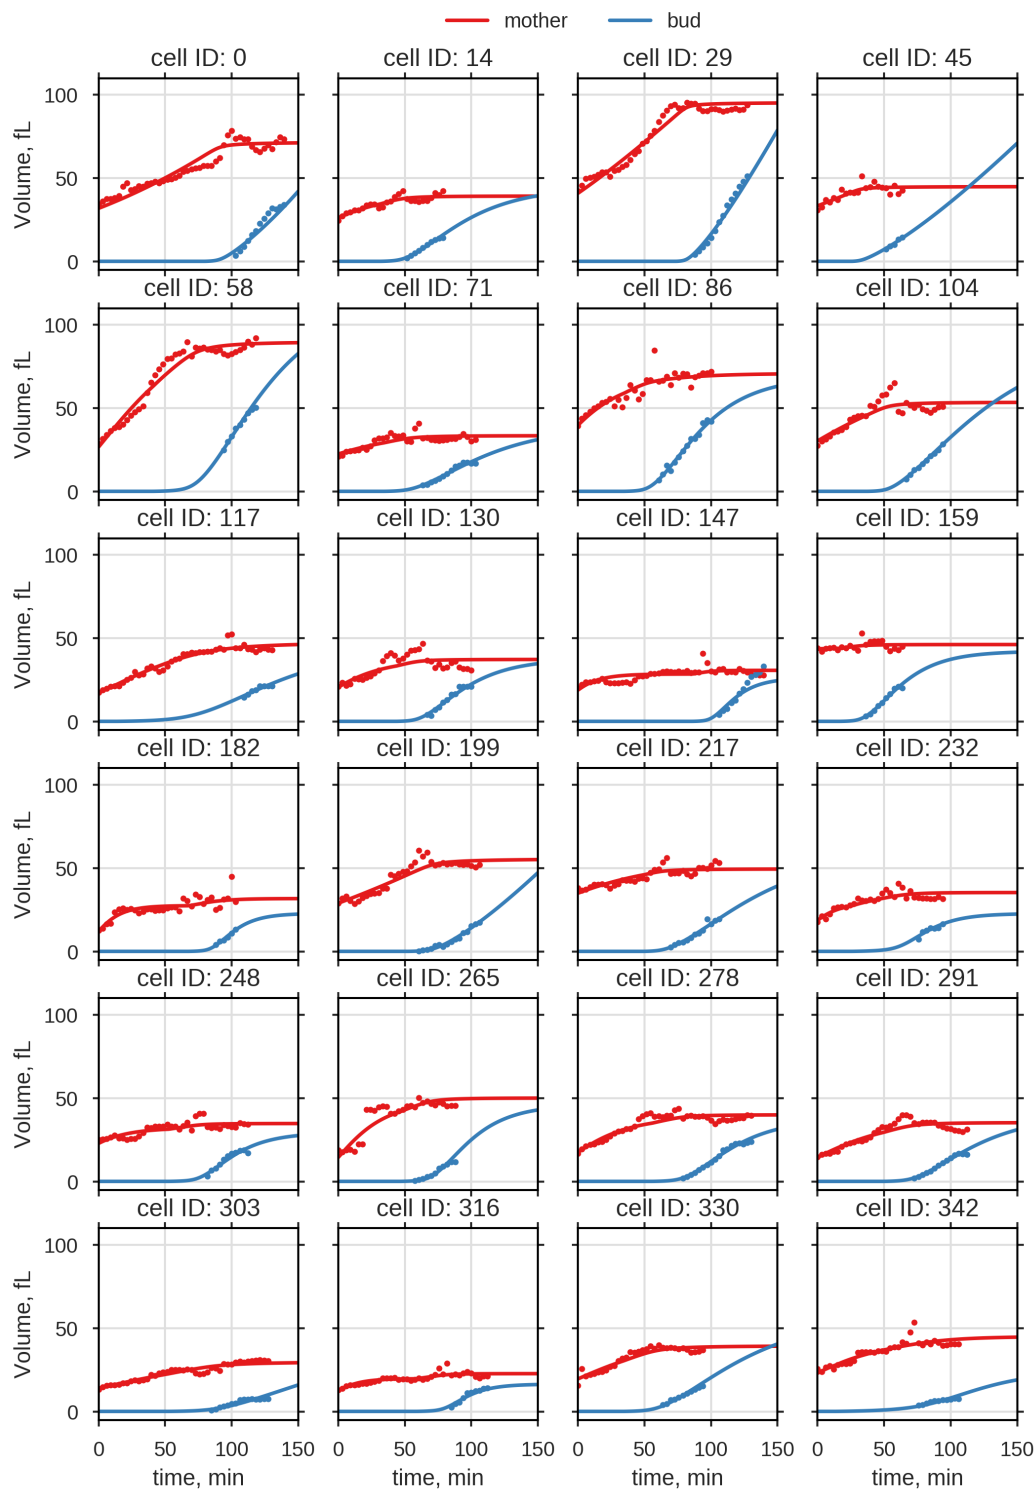 mother bud
cell ID: 0 cell ID: 14 cell ID: 29 cell ID: 45
100
50
0
Volume, fL
cell ID: 58 cell ID: 71 cell ID: 86 cell ID: 104
100
50
0
Volume, fL
cell ID: 117 cell ID: 130 cell ID: 147 cell ID: 159
100
50
0
Volume, fL
cell ID: 182 cell ID: 199 cell ID: 217 cell ID: 232
100
50
0
Volume, fL
cell ID: 248 cell ID: 265 cell ID: 278 cell ID: 291
100
50
0
Volume, fL
cell ID: 303 cell ID: 316 cell ID: 330 cell ID: 342
100
50
0
Volume, fL
0 50 100 150 0 50 100 150 0 50 100 150 0 50 100 150
time, min time, min time, min time, min